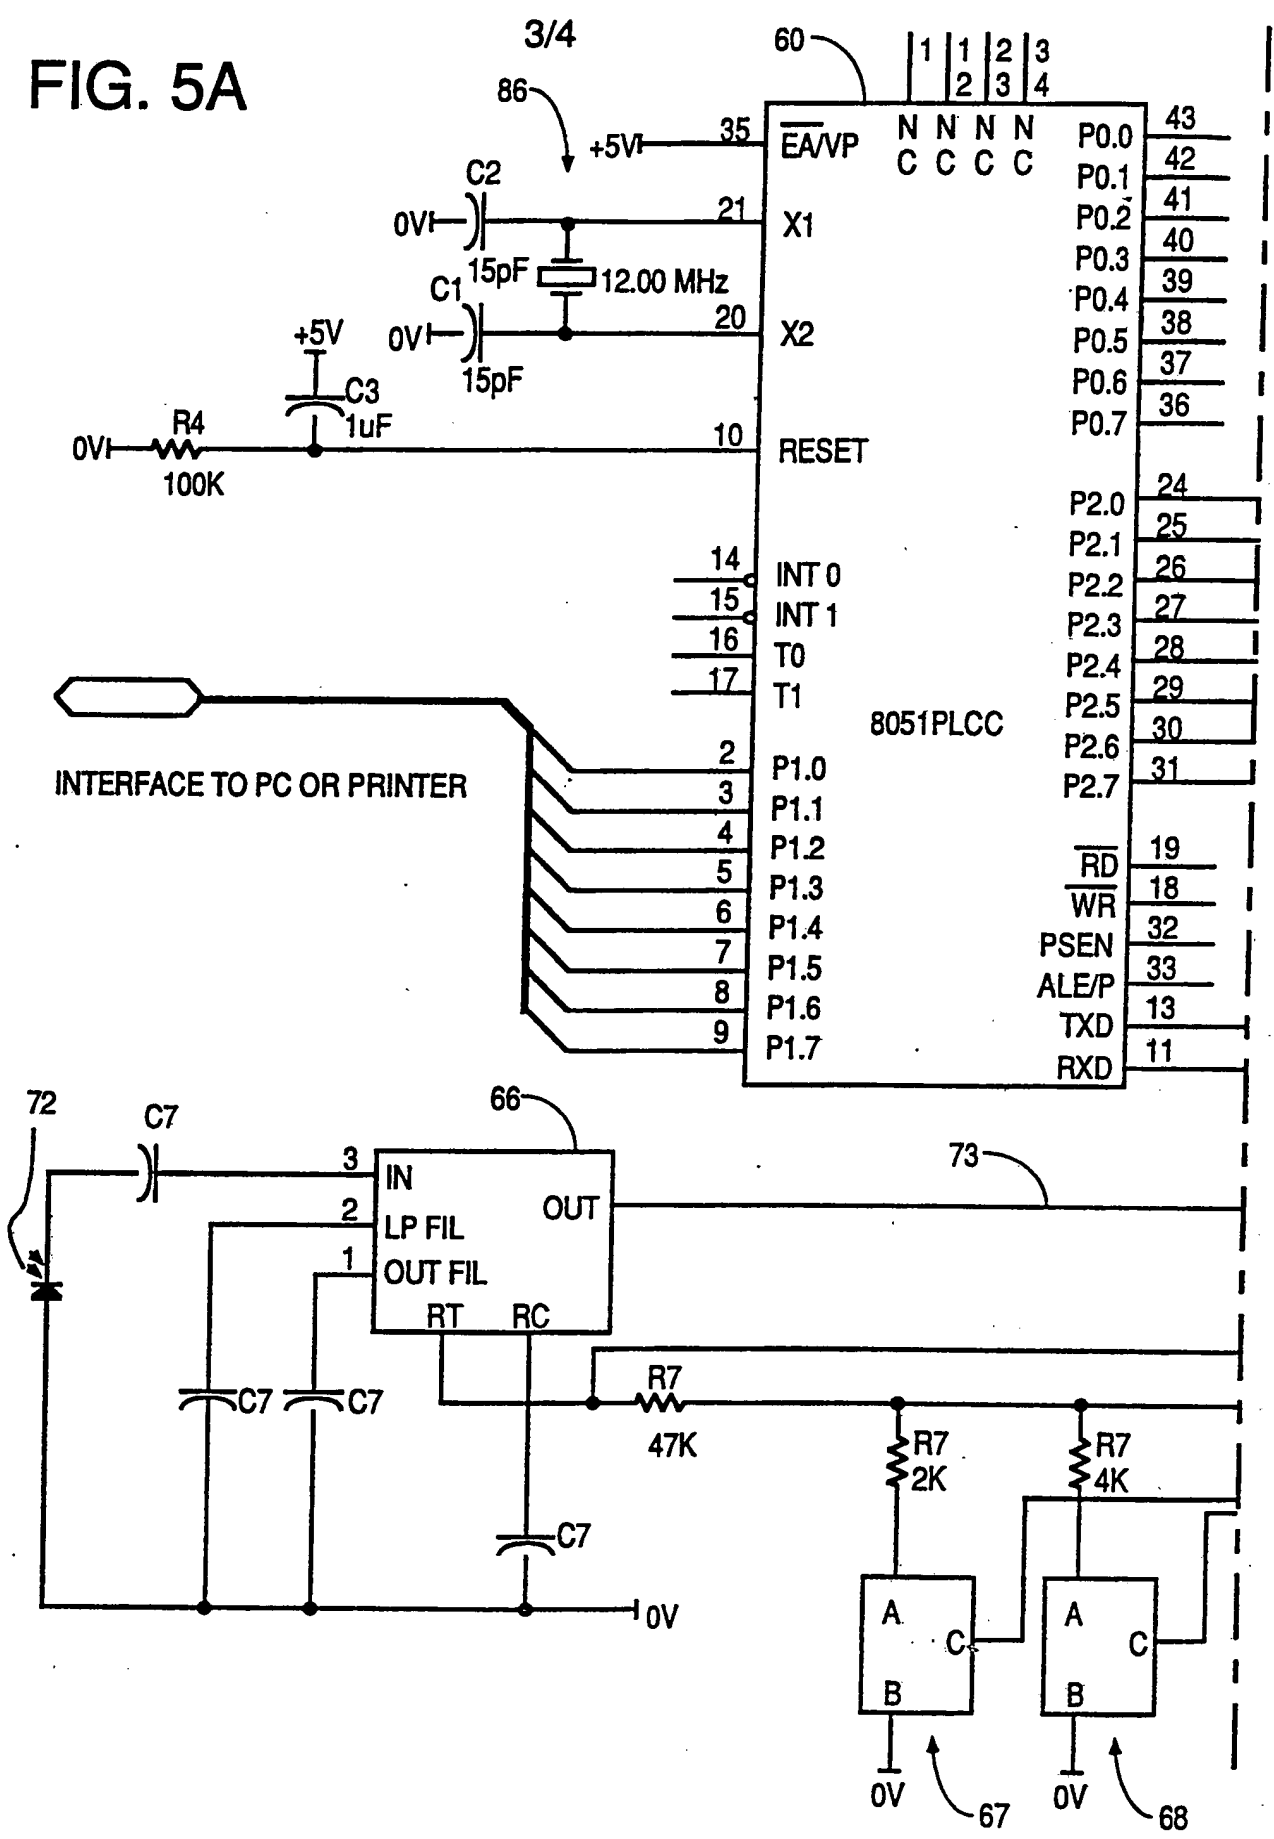 3/4
FIG. 5A
60
1 1 2 3
2 3 4
86
+5V 35 EA/VP
N N N N
C C C C
P0.0 43
P0.1 42
P0.2 41
P0.3 40
P0.4 39
P0.5 38
P0.6 37
P0.7 36
C2
0V 21 X1
15pF 12.00 MHz
C1
0V 20 X2
15pF
+5V
C3
1uF
R4
0V 10 RESET
100K
P2.0 24
P2.1 25
P2.2 26
P2.3 27
P2.4 28
P2.5 29
P2.6 30
P2.7 31
14 INT 0
15 INT 1
16 T0
17 T1
8051PLCC
INTERFACE TO PC OR PRINTER
2 P1.0
3 P1.1
4 P1.2
5 P1.3
6 P1.4
7 P1.5
8 P1.6
9 P1.7
RD 19
WR 18
PSEN 32
ALE/P 33
TXD 13
RXD 11
72
C7
66
3 IN
2 LP FIL
1 OUT FIL
OUT
RT RC
73
C7 C7
R7
47K
R7
2K
R7
4K
C7
0V
A
C
B
0V
67
A
C
B
0V
68